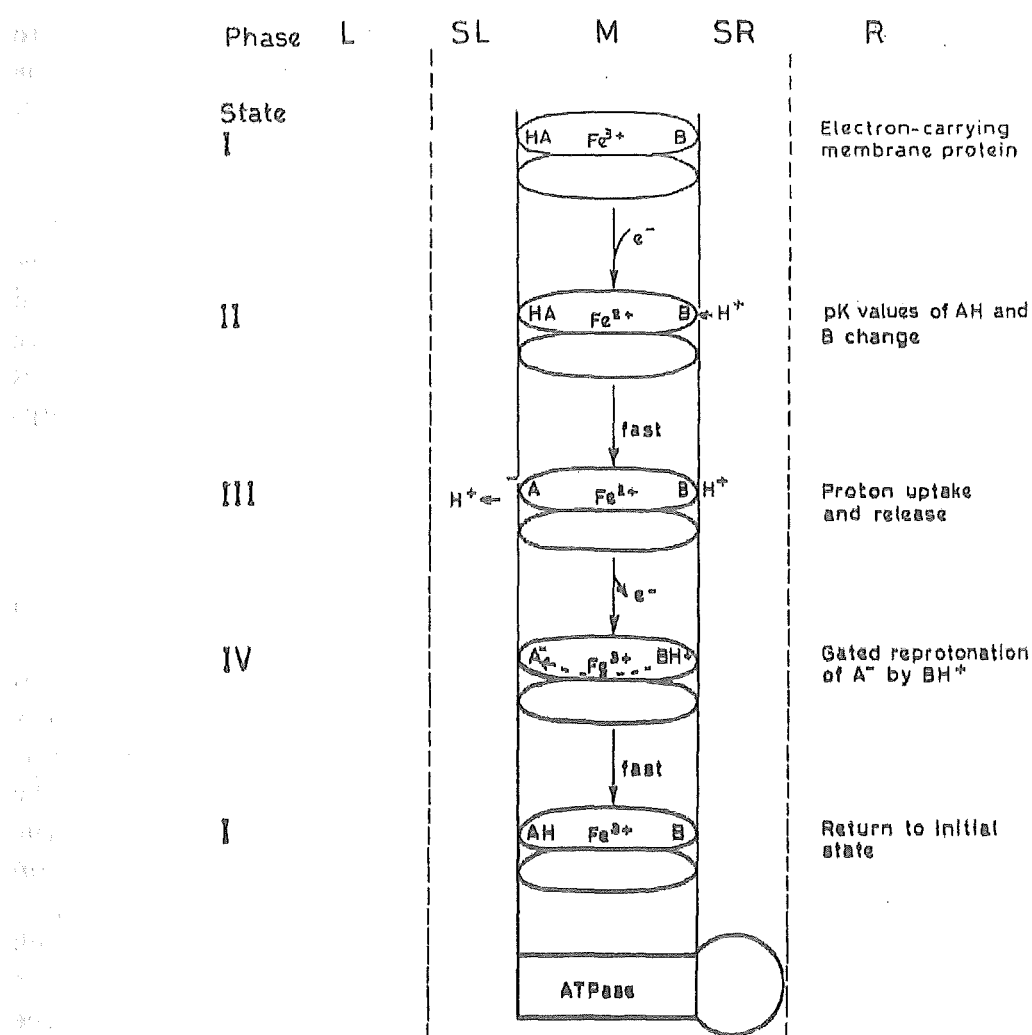 Phase L SL M SR R
State
I
HA Fe³⁺ B
Electron-carrying
membrane protein
e⁻
II
HA Fe²⁺ B H⁺
pK values of AH and
B change
fast
III
H⁺ A Fe²⁺ B H⁺
Proton uptake
and release
e⁻
IV
A⁻ Fe³⁺ BH⁺
Gated reprotonation
of A⁻ by BH⁺
fast
I
AH Fe³⁺ B
Return to initial
state
ATPase